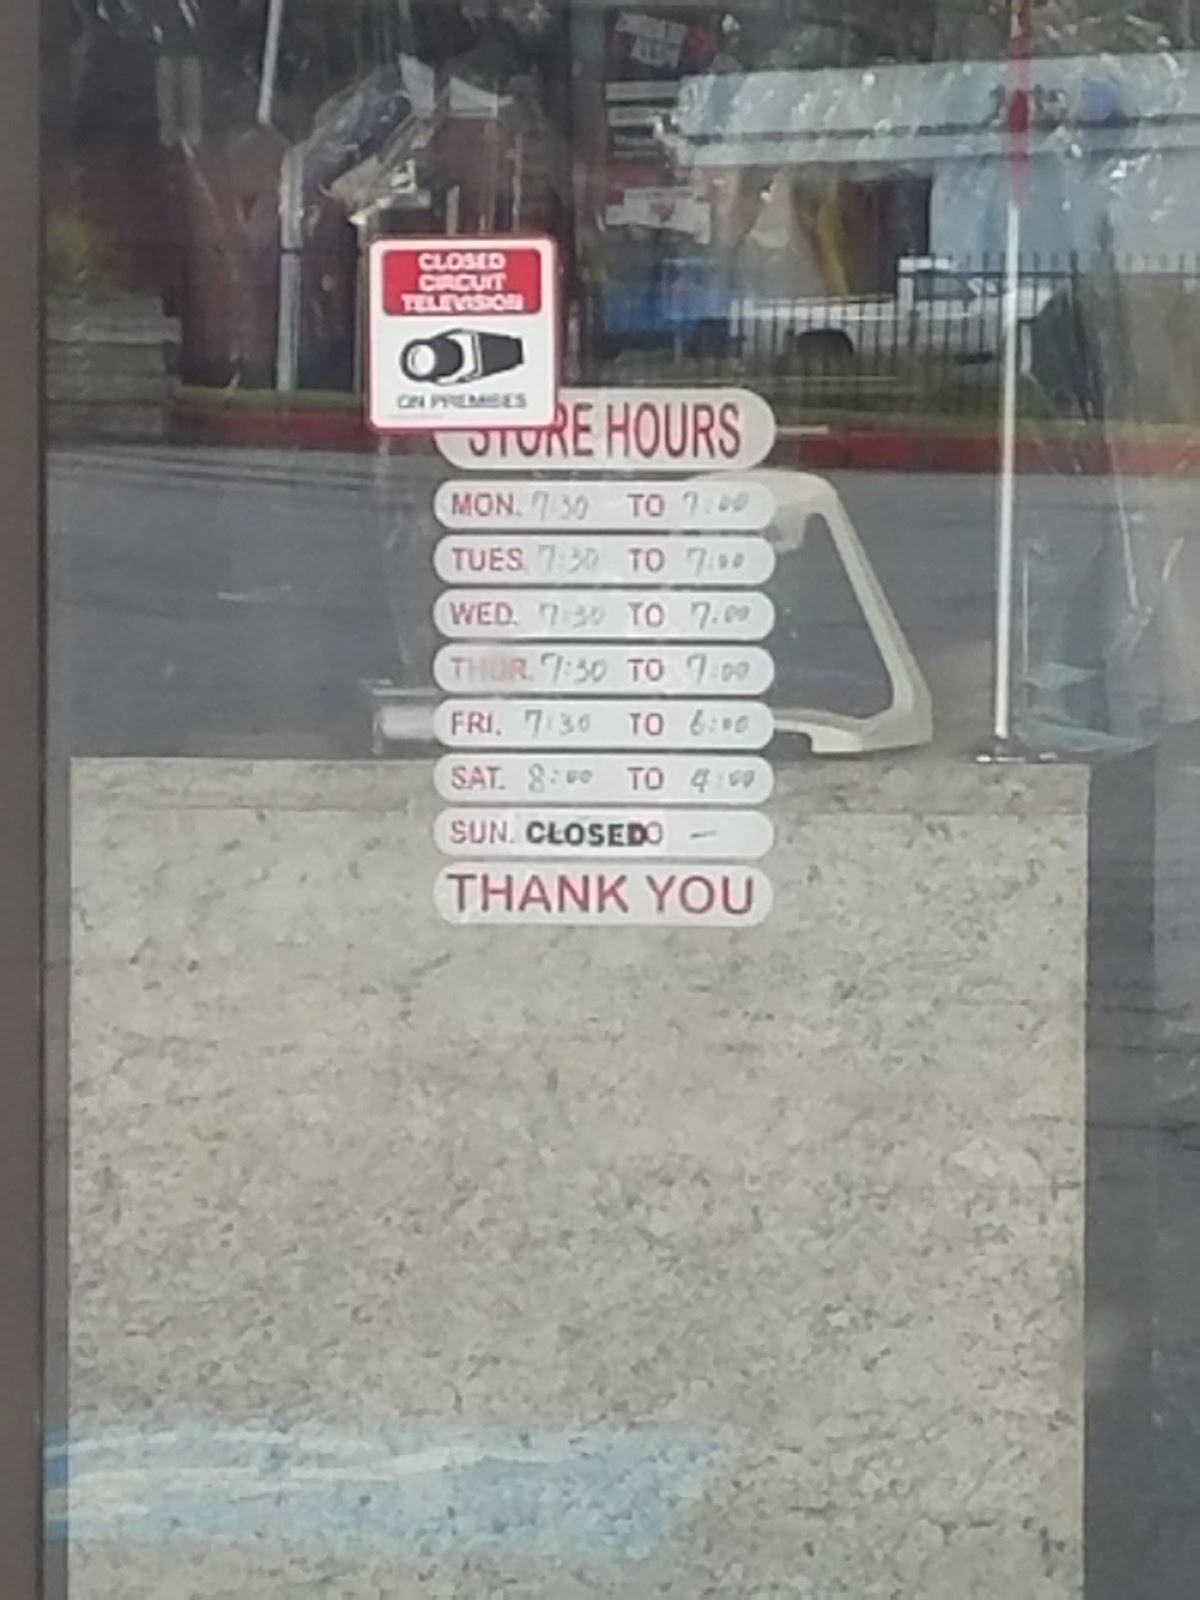 CLOSED
CIRCUIT
TELEVISION
ON PREMISES
STORE HOURS
MON. 7:30 TO 7:00
TUES. 7:30 TO 7:00
WED. 7:30 TO 7:00
THUR. 7:30 TO 7:00
FRI. 7:30 TO 6:00
SAT. 8:00 TO 4:00
SUN. CLOSED TO —
THANK YOU